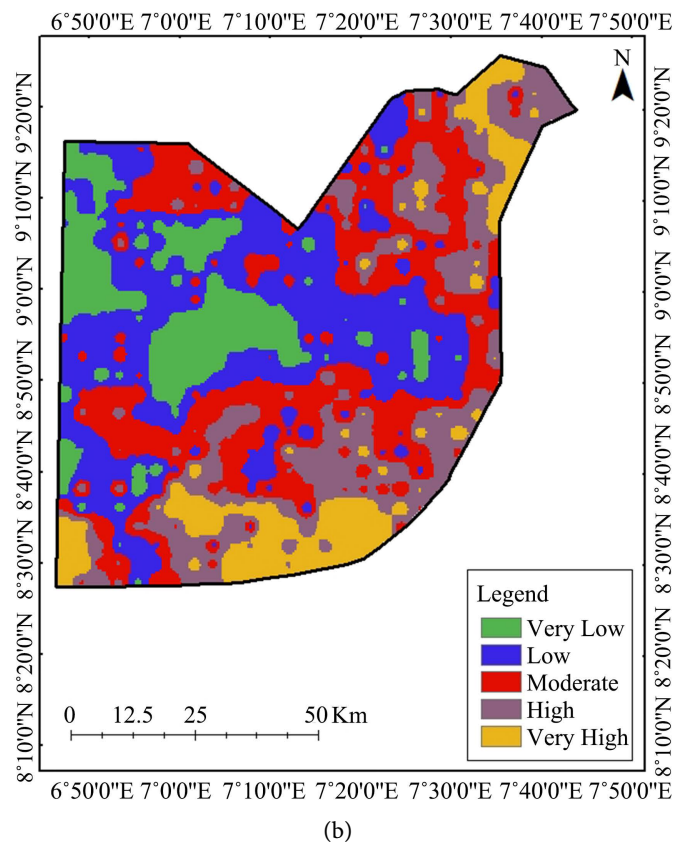 6°50'0"E 7°0'0"E 7°10'0"E 7°20'0"E 7°30'0"E 7°40'0"E 7°50'0"E
N
9°20'0"N 9°20'0"N
9°10'0"N 9°10'0"N
9°0'0"N 9°0'0"N
8°50'0"N 8°50'0"N
8°40'0"N 8°40'0"N
8°30'0"N 8°30'0"N
8°20'0"N 8°20'0"N
8°10'0"N 8°10'0"N
Legend
Very Low
Low
Moderate
High
Very High
0 12.5 25 50 Km
6°50'0"E 7°0'0"E 7°10'0"E 7°20'0"E 7°30'0"E 7°40'0"E 7°50'0"E
(b)